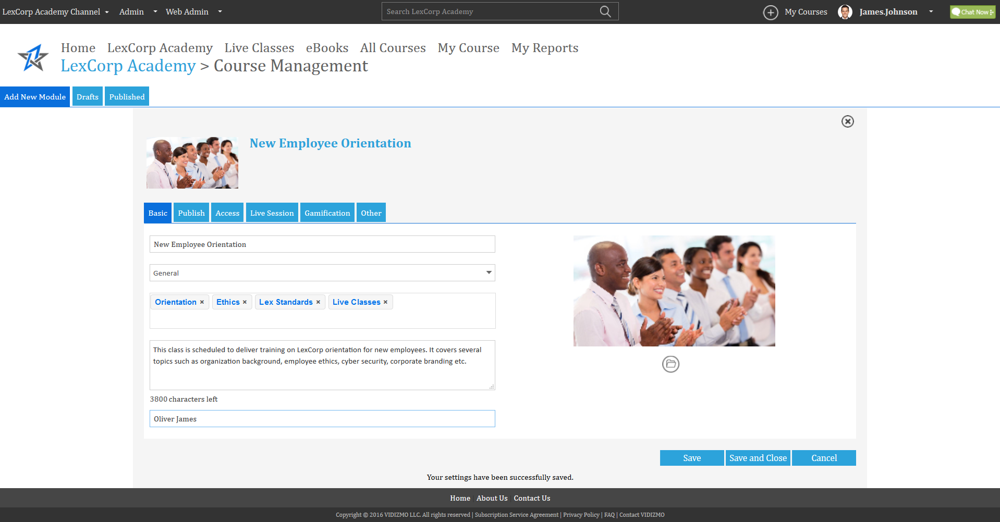 LexCorp Academy Channel Admin Web Admin Search LexCorp Academy My Courses James.Johnson Chat Now
Home LexCorp Academy Live Classes eBooks All Courses My Course My Reports
LexCorp Academy > Course Management
Add New Module Drafts Published
New Employee Orientation
Basic Publish Access Live Session Gamification Other
New Employee Orientation
General
Orientation × Ethics × Lex Standards × Live Classes ×
This class is scheduled to deliver training on LexCorp orientation for new employees. It covers several
topics such as organization background, employee ethics, cyber security, corporate branding etc.
3800 characters left
Oliver James
Save Save and Close Cancel
Your settings have been successfully saved.
Home | About Us | Contact Us
Copyright © 2016 VIDIZMO LLC. All rights reserved | Subscription Service Agreement | Privacy Policy | FAQ | Contact VIDIZMO